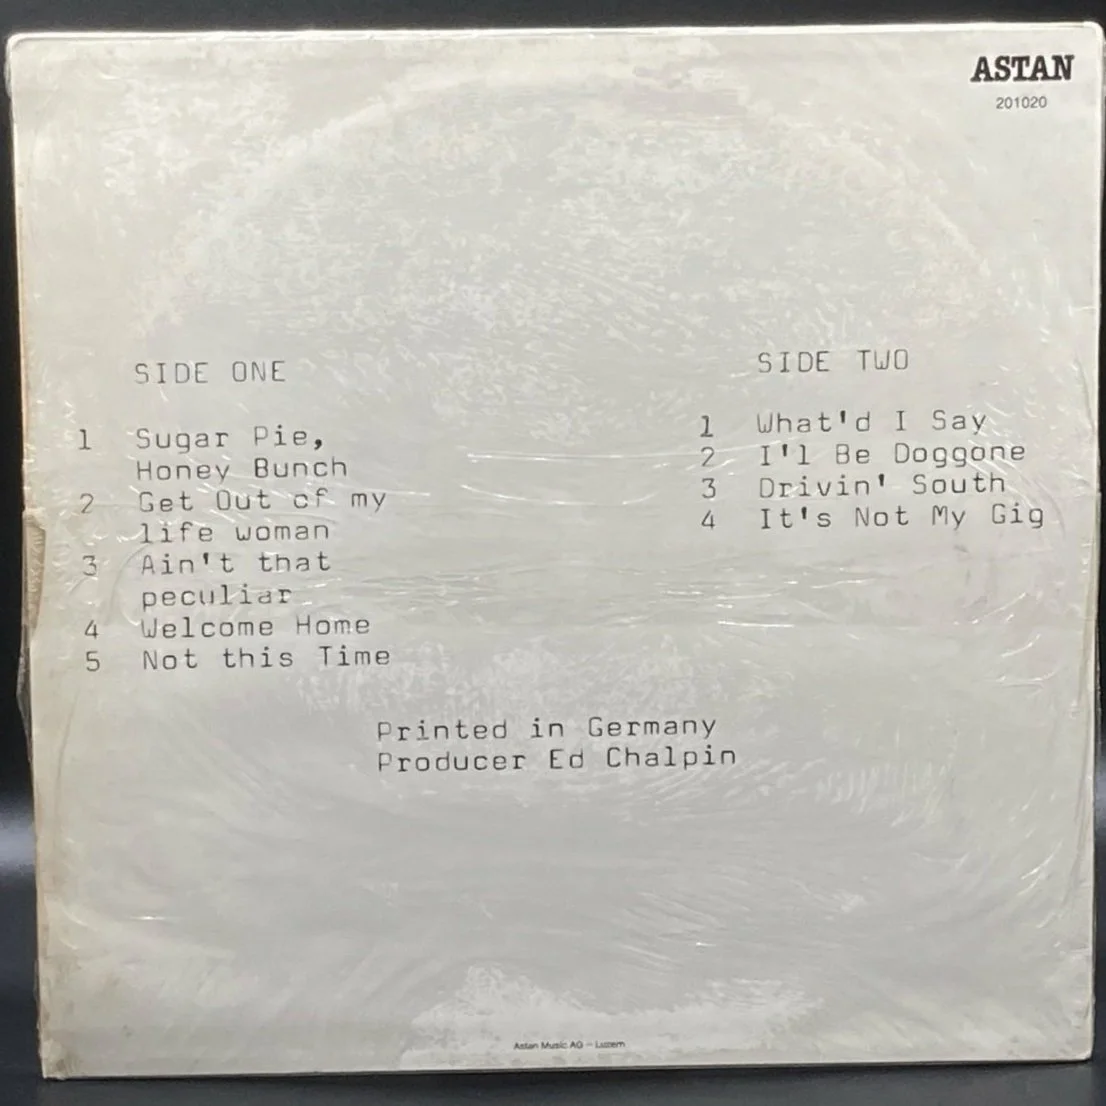 ASTAN
201020
SIDE ONE
1 Sugar Pie,
Honey Bunch
2 Get Out of my
life woman
3 Ain't that
peculiar
4 Welcome Home
5 Not this Time
SIDE TWO
1 What'd I Say
2 I'l Be Doggone
3 Drivin' South
4 It's Not My Gig
Printed in Germany
Producer Ed Chalpin
Astan Music AG – Luzern